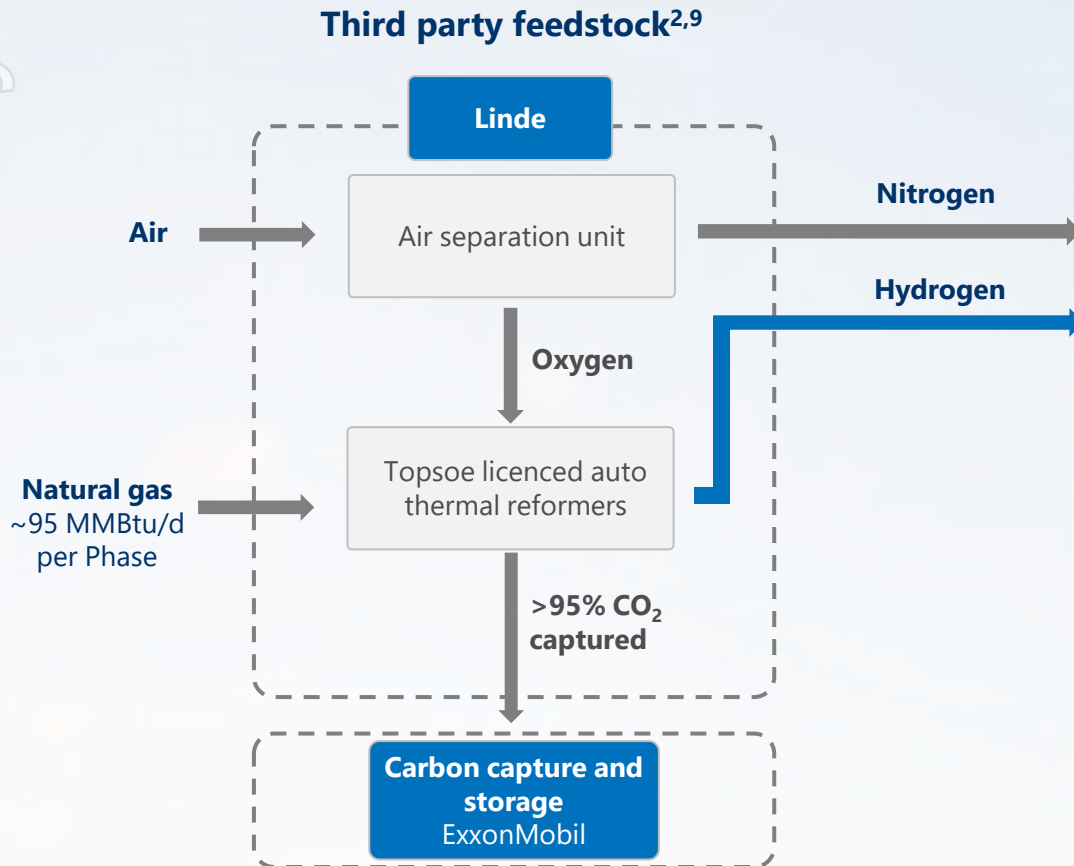 Third party feedstock2,9
Linde
Air
Air separation unit
Nitrogen
Hydrogen
Oxygen
Natural gas
~95 MMBtu/d
per Phase
Topsoe licenced auto
thermal reformers
>95% CO2
captured
Carbon capture and
storage
ExxonMobil